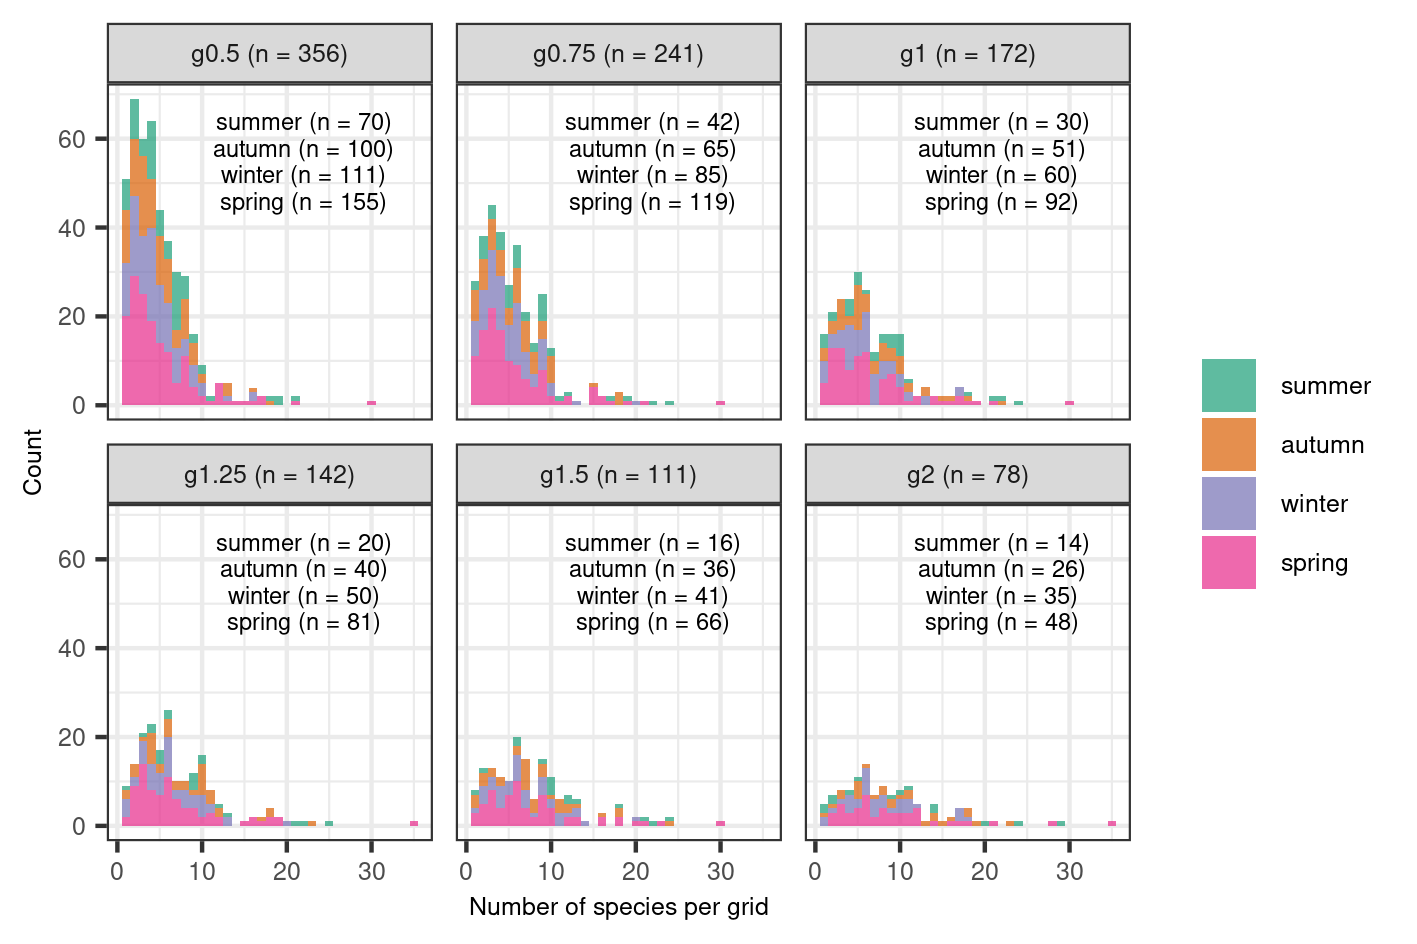 g0.5 (n = 356)
g0.75 (n = 241)
g1 (n = 172)
summer (n = 70)
autumn (n = 100)
winter (n = 111)
spring (n = 155)
summer (n = 42)
autumn (n = 65)
winter (n = 85)
spring (n = 119)
summer (n = 30)
autumn (n = 51)
winter (n = 60)
spring (n = 92)
60
40
20
0
g1.25 (n = 142)
g1.5 (n = 111)
g2 (n = 78)
summer (n = 20)
autumn (n = 40)
winter (n = 50)
spring (n = 81)
summer (n = 16)
autumn (n = 36)
winter (n = 41)
spring (n = 66)
summer (n = 14)
autumn (n = 26)
winter (n = 35)
spring (n = 48)
60
40
20
0
0 10 20 30
0 10 20 30
0 10 20 30
Number of species per grid
Count
summer
autumn
winter
spring